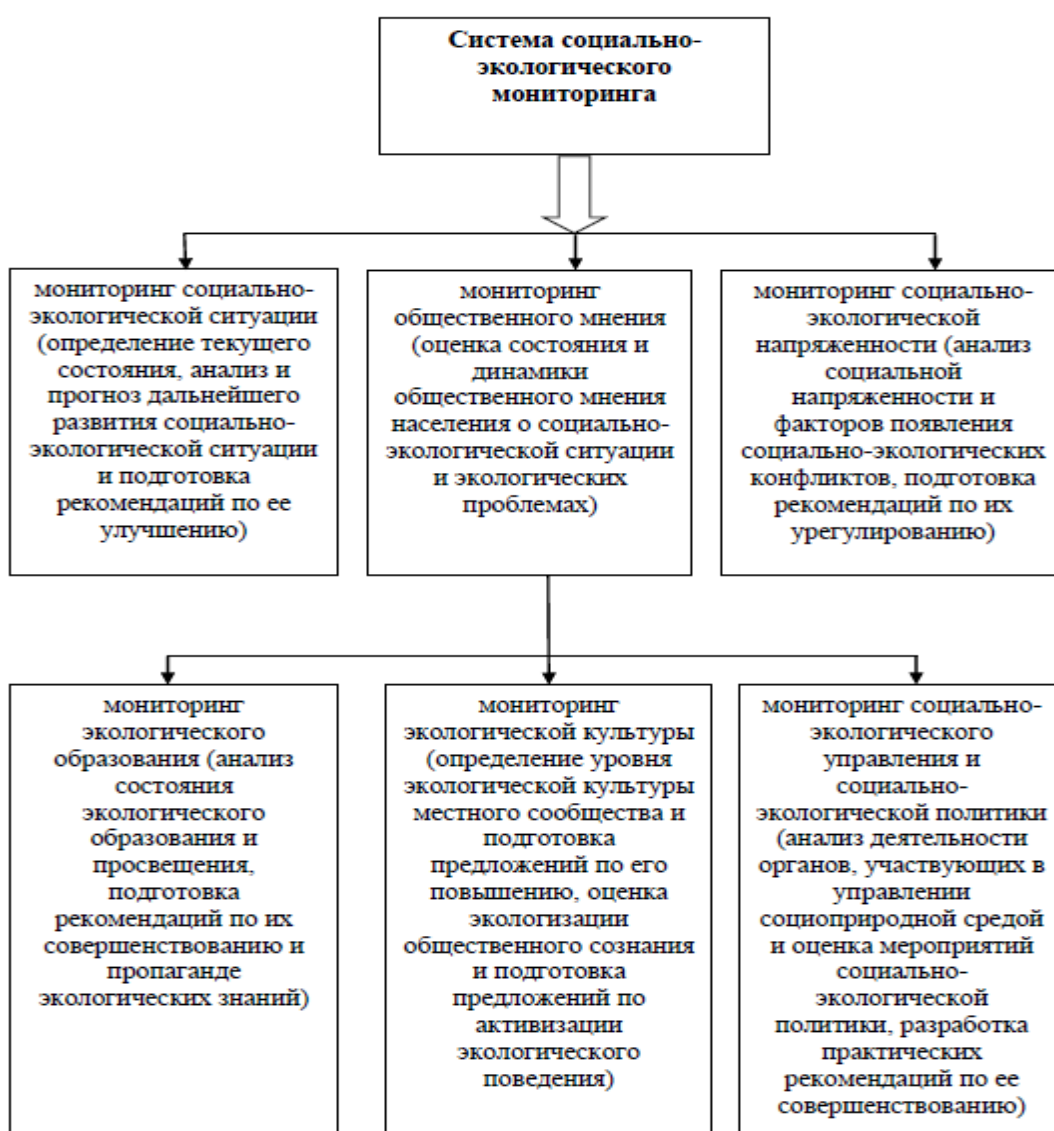 Система социально-
экологического
мониторинга
мониторинг социально-
экологической ситуации
(определение текущего
состояния, анализ и
прогноз дальнейшего
развития социально-
экологической ситуации
и подготовка
рекомендаций по ее
улучшению)
мониторинг
общественного мнения
(оценка состояния и
динамики
общественного мнения
населения о социально-
экологической ситуации
и экологических
проблемах)
мониторинг социально-
экологической
напряженности (анализ
социальной
напряженности и
факторов появления
социально-экологических
конфликтов, подготовка
рекомендаций по их
урегулированию)
мониторинг
экологического
образования (анализ
состояния
экологического
образования и
просвещения,
подготовка
рекомендаций по их
совершенствованию и
пропаганде
экологических знаний)
мониторинг
экологической культуры
(определение уровня
экологической культуры
местного сообщества и
подготовка
предложений по его
повышению, оценка
экологизации
общественного сознания
и подготовка
предложений по
активизации
экологического
поведения)
мониторинг социально-
экологического
управления и
социально-
экологической политики
(анализ деятельности
органов, участвующих в
управлении
социоприродной средой
и оценка мероприятий
социально-
экологической
политики, разработка
практических
рекомендаций по ее
совершенствованию)